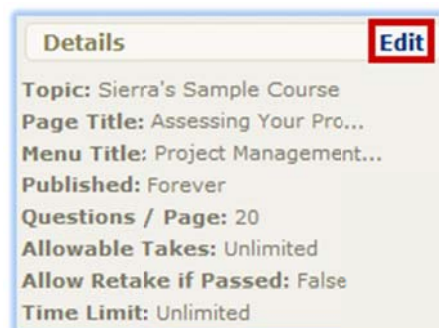 Details Edit
Topic: Sierra's Sample Course
Page Title: Assessing Your Pro...
Menu Title: Project Management...
Published: Forever
Questions / Page: 20
Allowable Takes: Unlimited
Allow Retake if Passed: False
Time Limit: Unlimited